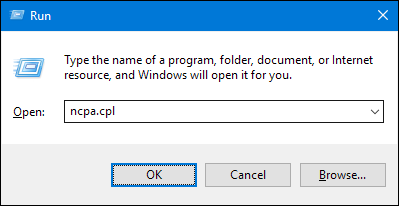 Run
Type the name of a program, folder, document, or Internet
resource, and Windows will open it for you.
Open: ncpa.cpl
OK Cancel Browse...